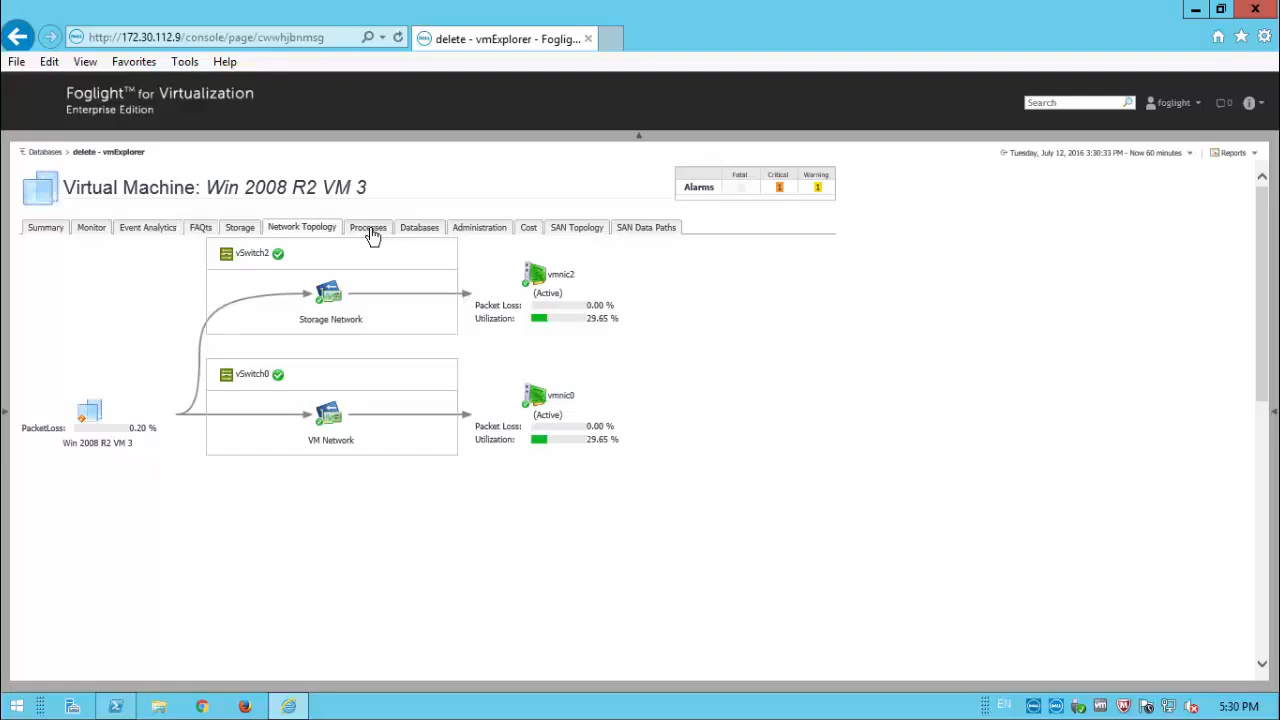 http://172.30.112.9/console/page/cwwhjbnmsg
delete - vmExplorer - Foglig...
File Edit View Favorites Tools Help
Foglight™ for Virtualization
Enterprise Edition
Search
foglight
0
Databases > delete - vmExplorer
Tuesday, July 12, 2016 3:30:33 PM - Now 60 minutes
Reports
Virtual Machine: Win 2008 R2 VM 3
Fatal Critical Warning
Alarms 1 1
Summary Monitor Event Analytics FAQts Storage Network Topology Processes Databases Administration Cost SAN Topology SAN Data Paths
vSwitch2
Storage Network
vmnic2
(Active)
Packet Loss: 0.00 %
Utilization: 29.65 %
vSwitch0
VM Network
vmnic0
(Active)
Packet Loss: 0.00 %
Utilization: 29.65 %
PacketLoss: 0.20 %
Win 2008 R2 VM 3
EN
5:30 PM